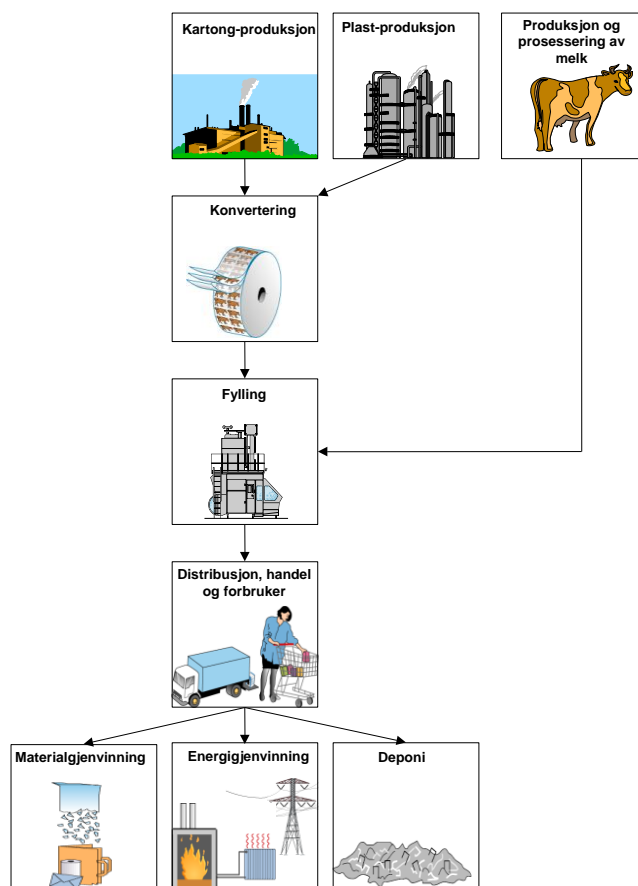 Kartong-produksjon
Plast-produksjon
Produksjon og
prosessering av
melk
Konvertering
Fylling
Distribusjon, handel
og forbruker
Materialgjenvinning
Energigjenvinning
Deponi